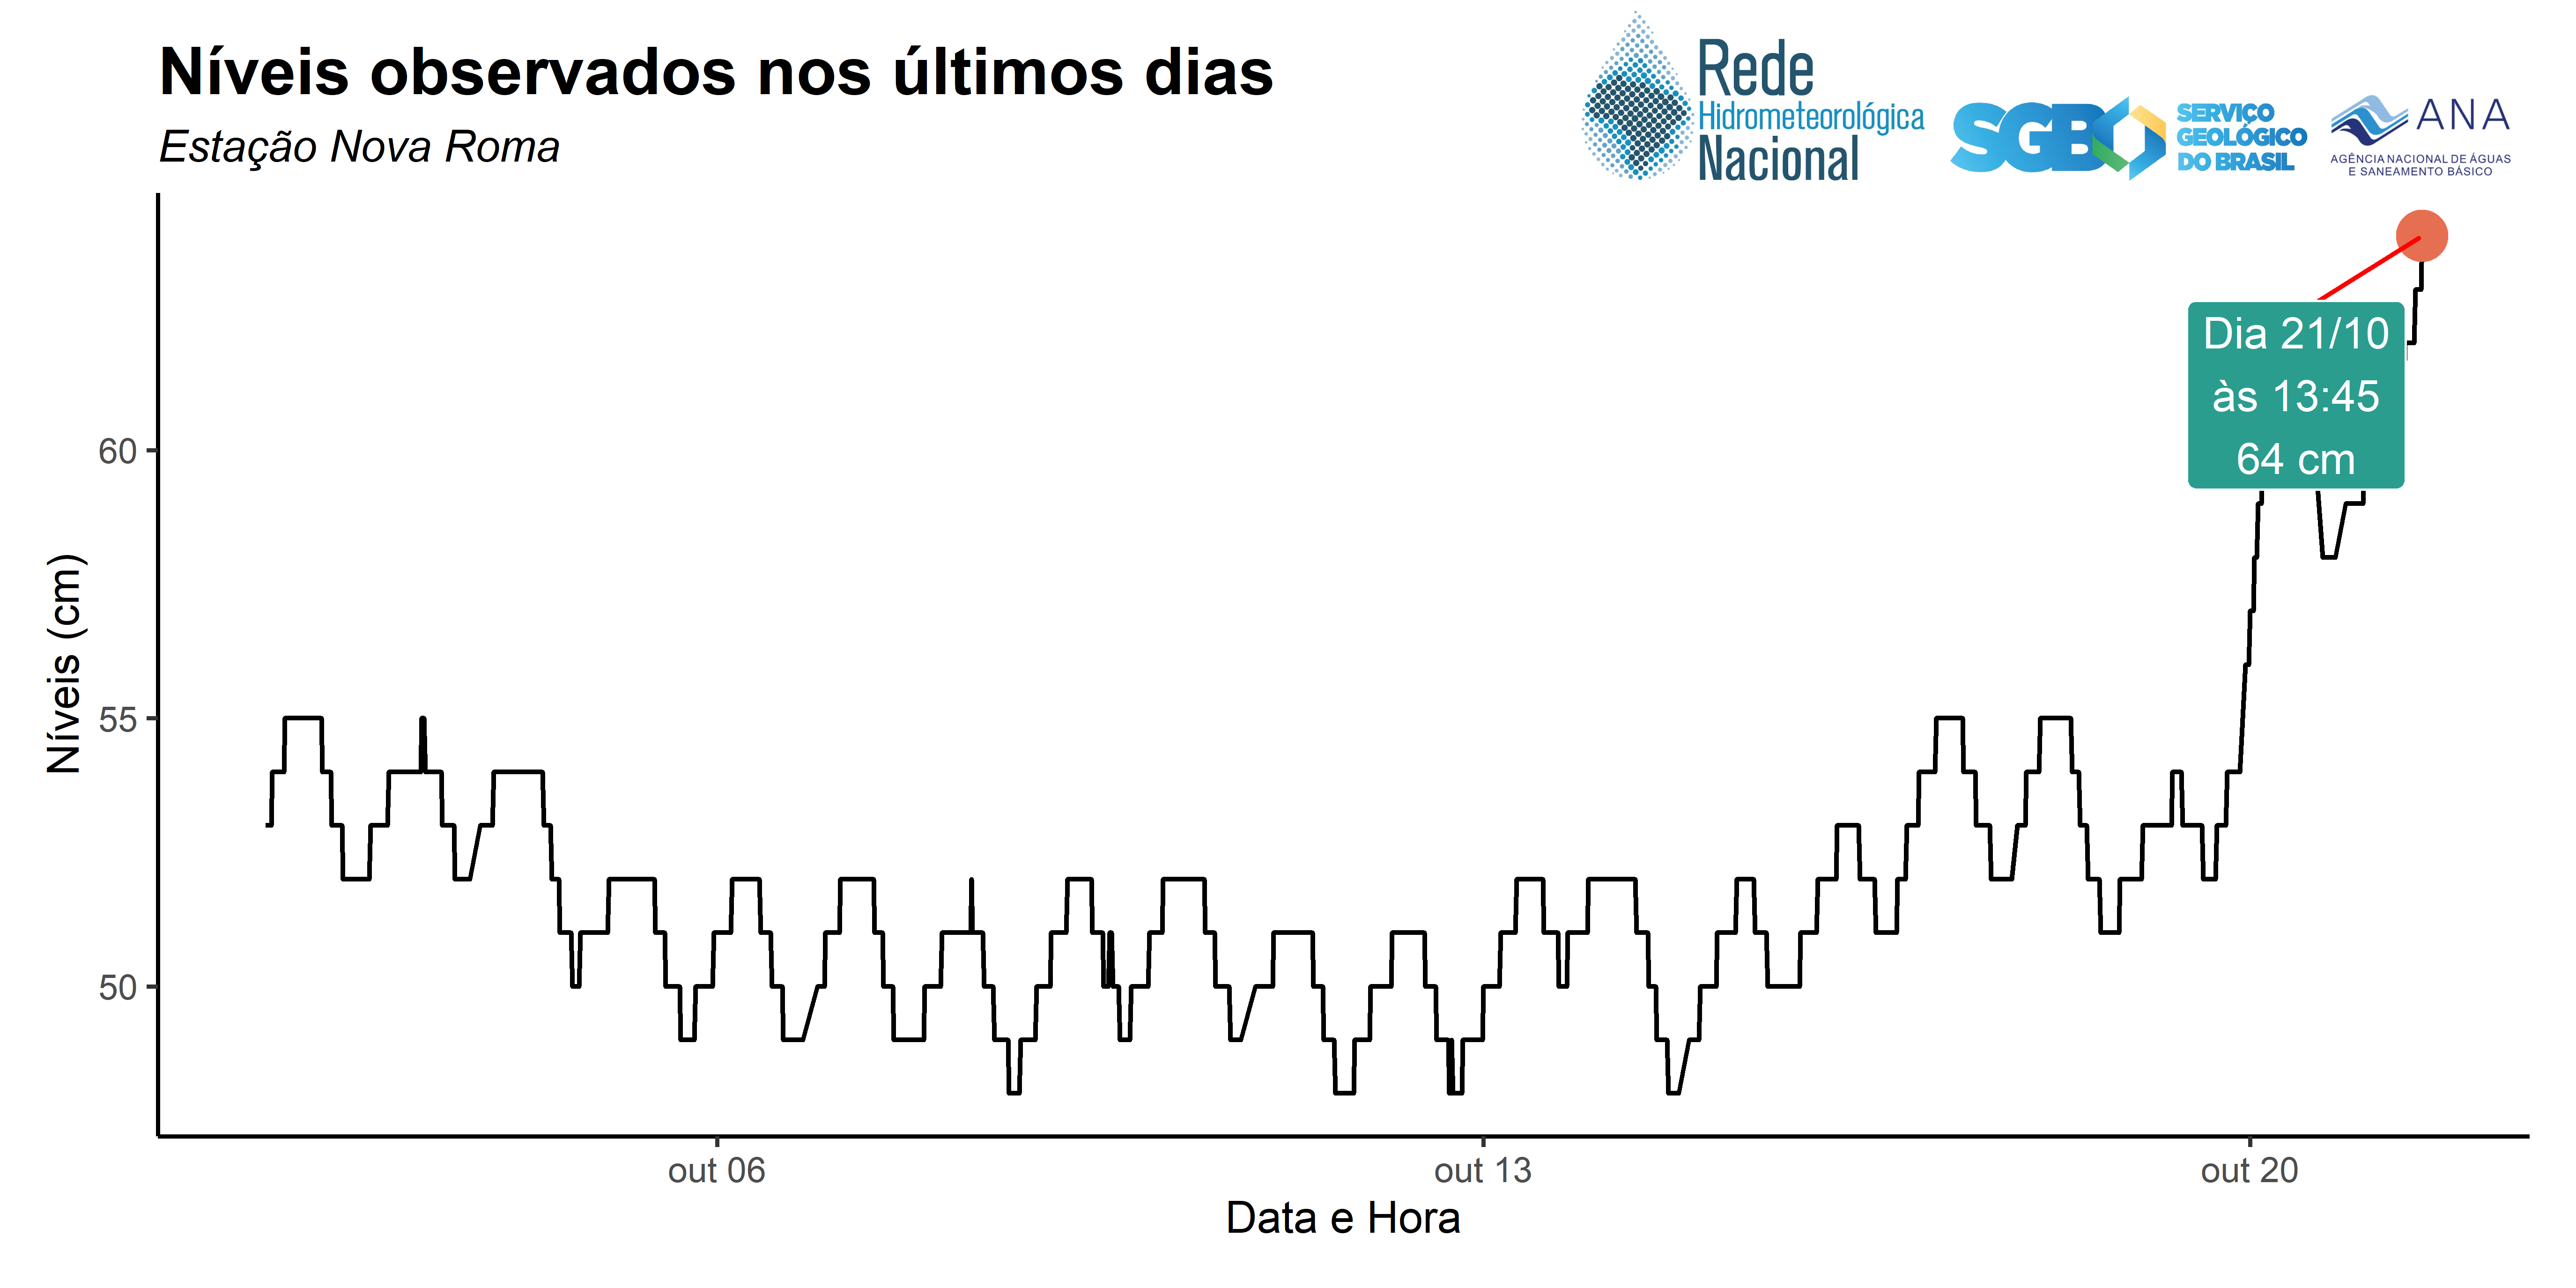 Níveis observados nos últimos dias
Estação Nova Roma
Rede
Hidrometeorológica
Nacional
SGB
SERVIÇO
GEOLÓGICO
DO BRASIL
ANA
AGÊNCIA NACIONAL DE ÁGUAS
E SANEAMENTO BÁSICO
Dia 21/10
às 13:45
64 cm
Níveis (cm)
60
55
50
out 06
out 13
out 20
Data e Hora